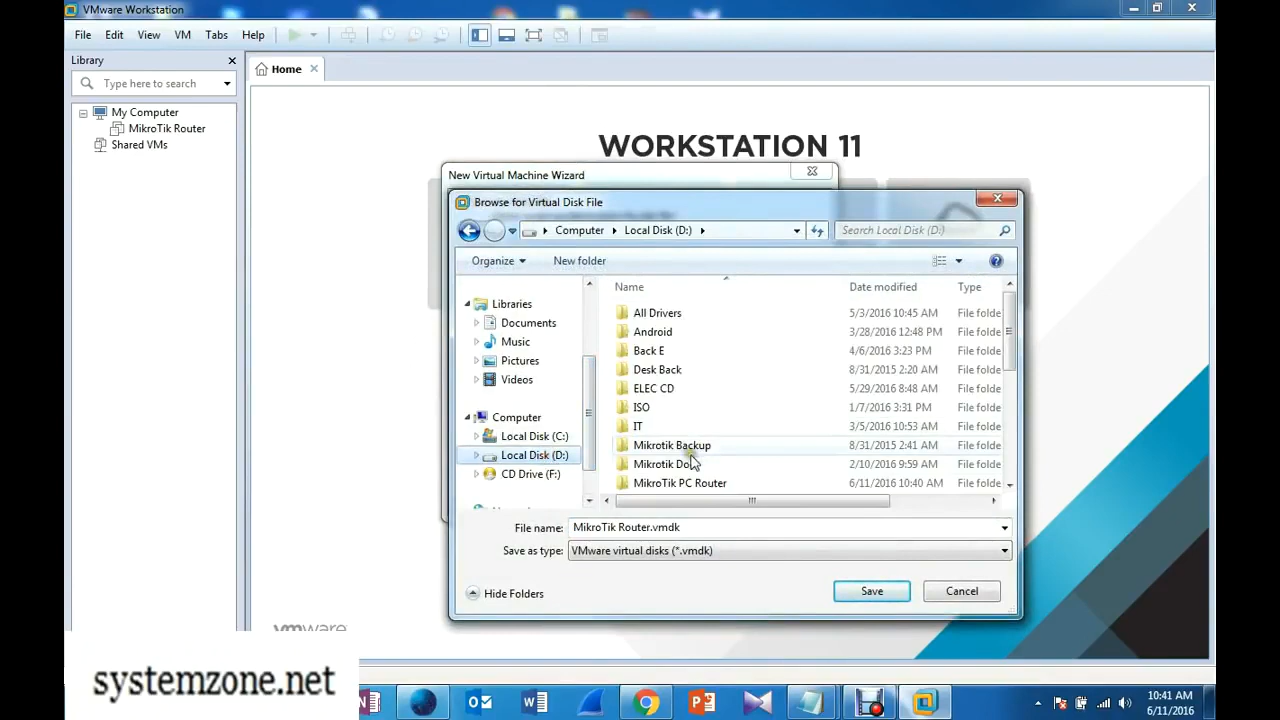 VMware Workstation
File Edit View VM Tabs Help
Library
Type here to search
Home
My Computer
MikroTik Router
Shared VMs
WORKSTATION 11
New Virtual Machine Wizard
Browse for Virtual Disk File
Computer Local Disk (D:)
Search Local Disk (D:)
Organize New folder
Name Date modified Type
Libraries
Documents
Music
Pictures
Videos
Computer
Local Disk (C:)
Local Disk (D:)
CD Drive (F:)
All Drivers 5/3/2016 10:45 AM File folde
Android 3/28/2016 12:48 PM File folde
Back E 4/6/2016 3:23 PM File folde
Desk Back 8/31/2015 2:20 AM File folde
ELEC CD 5/29/2016 8:48 AM File folde
ISO 1/7/2016 3:31 PM File folde
IT 3/5/2016 10:53 AM File folde
Mikrotik Backup 8/31/2015 2:41 AM File folde
Mikrotik 2/10/2016 9:59 AM File folde
MikroTik PC Router 6/11/2016 10:40 AM File folde
File name: MikroTik Router.vmdk
Save as type: VMware virtual disks (*.vmdk)
Hide Folders
Save Cancel
vmware
systemzone.net
10:41 AM
6/11/2016